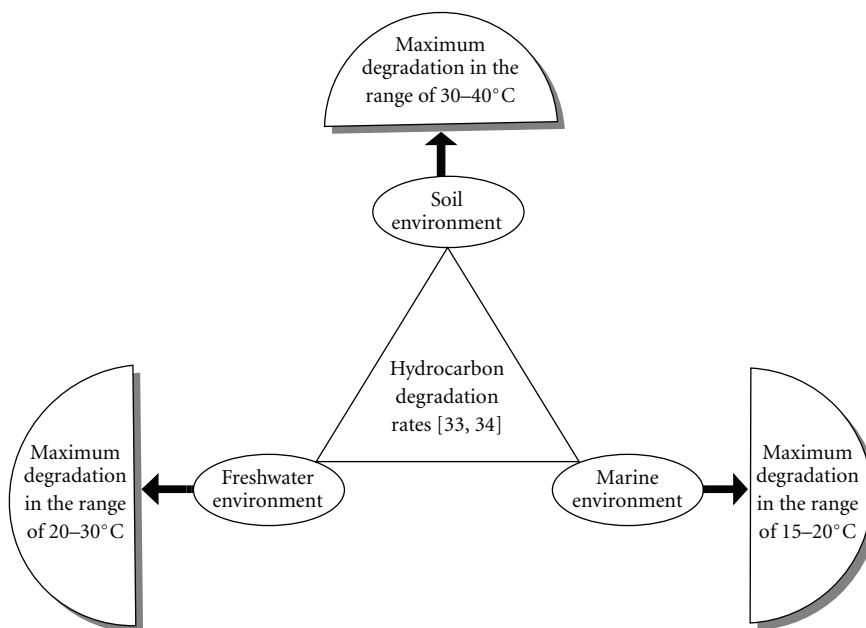 Maximum
degradation in the
range of 30–40°C
Soil
environment
Hydrocarbon
degradation
rates [33, 34]
Maximum
degradation
in the range
of 20–30°C
Freshwater
environment
Marine
environment
Maximum
degradation
in the range
of 15–20°C